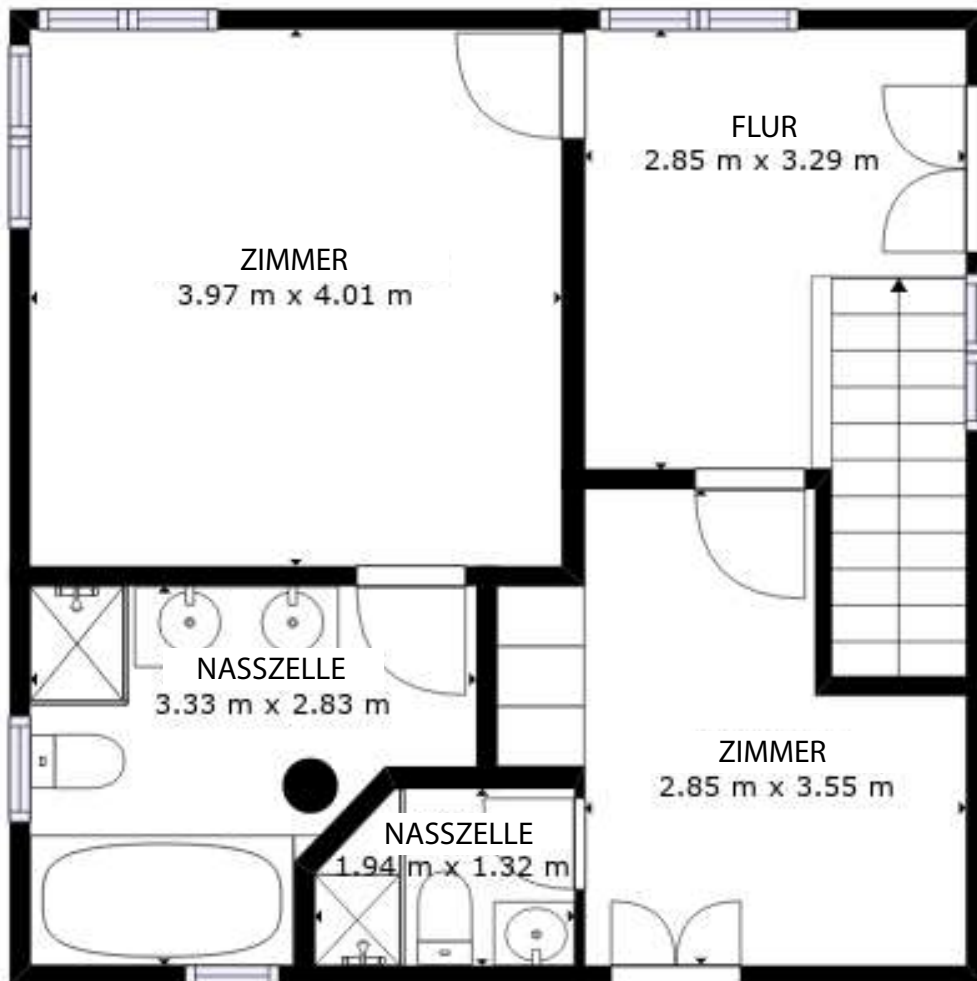 FLUR
2.85 m x 3.29 m
ZIMMER
3.97 m x 4.01 m
NASSZELLE
3.33 m x 2.83 m
ZIMMER
2.85 m x 3.55 m
NASSZELLE
1.94 m x 1.32 m